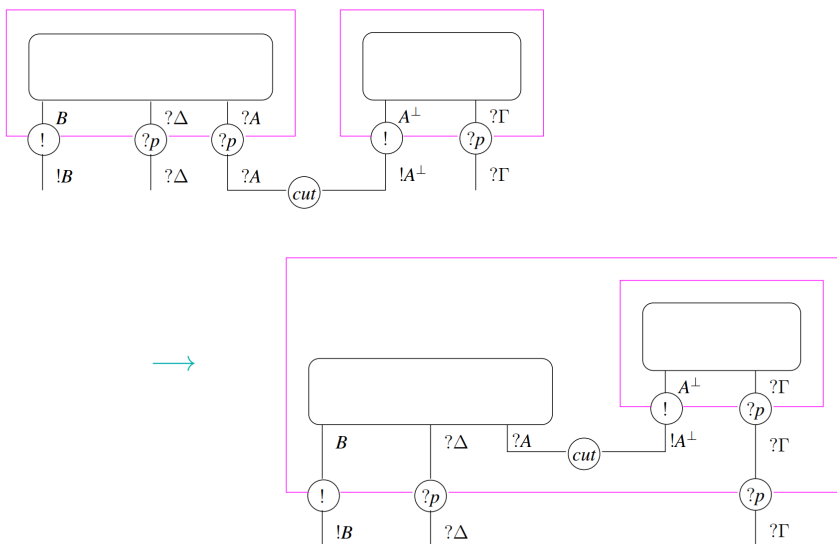 B ?Δ ?A A⊥ ?Γ
! ?p ?p ! ?p
!B ?Δ ?A !A⊥ ?Γ
cut
→
A⊥ ?Γ
! ?p
B ?Δ ?A !A⊥ ?Γ
cut
! ?p ?p
!B ?Δ ?Γ